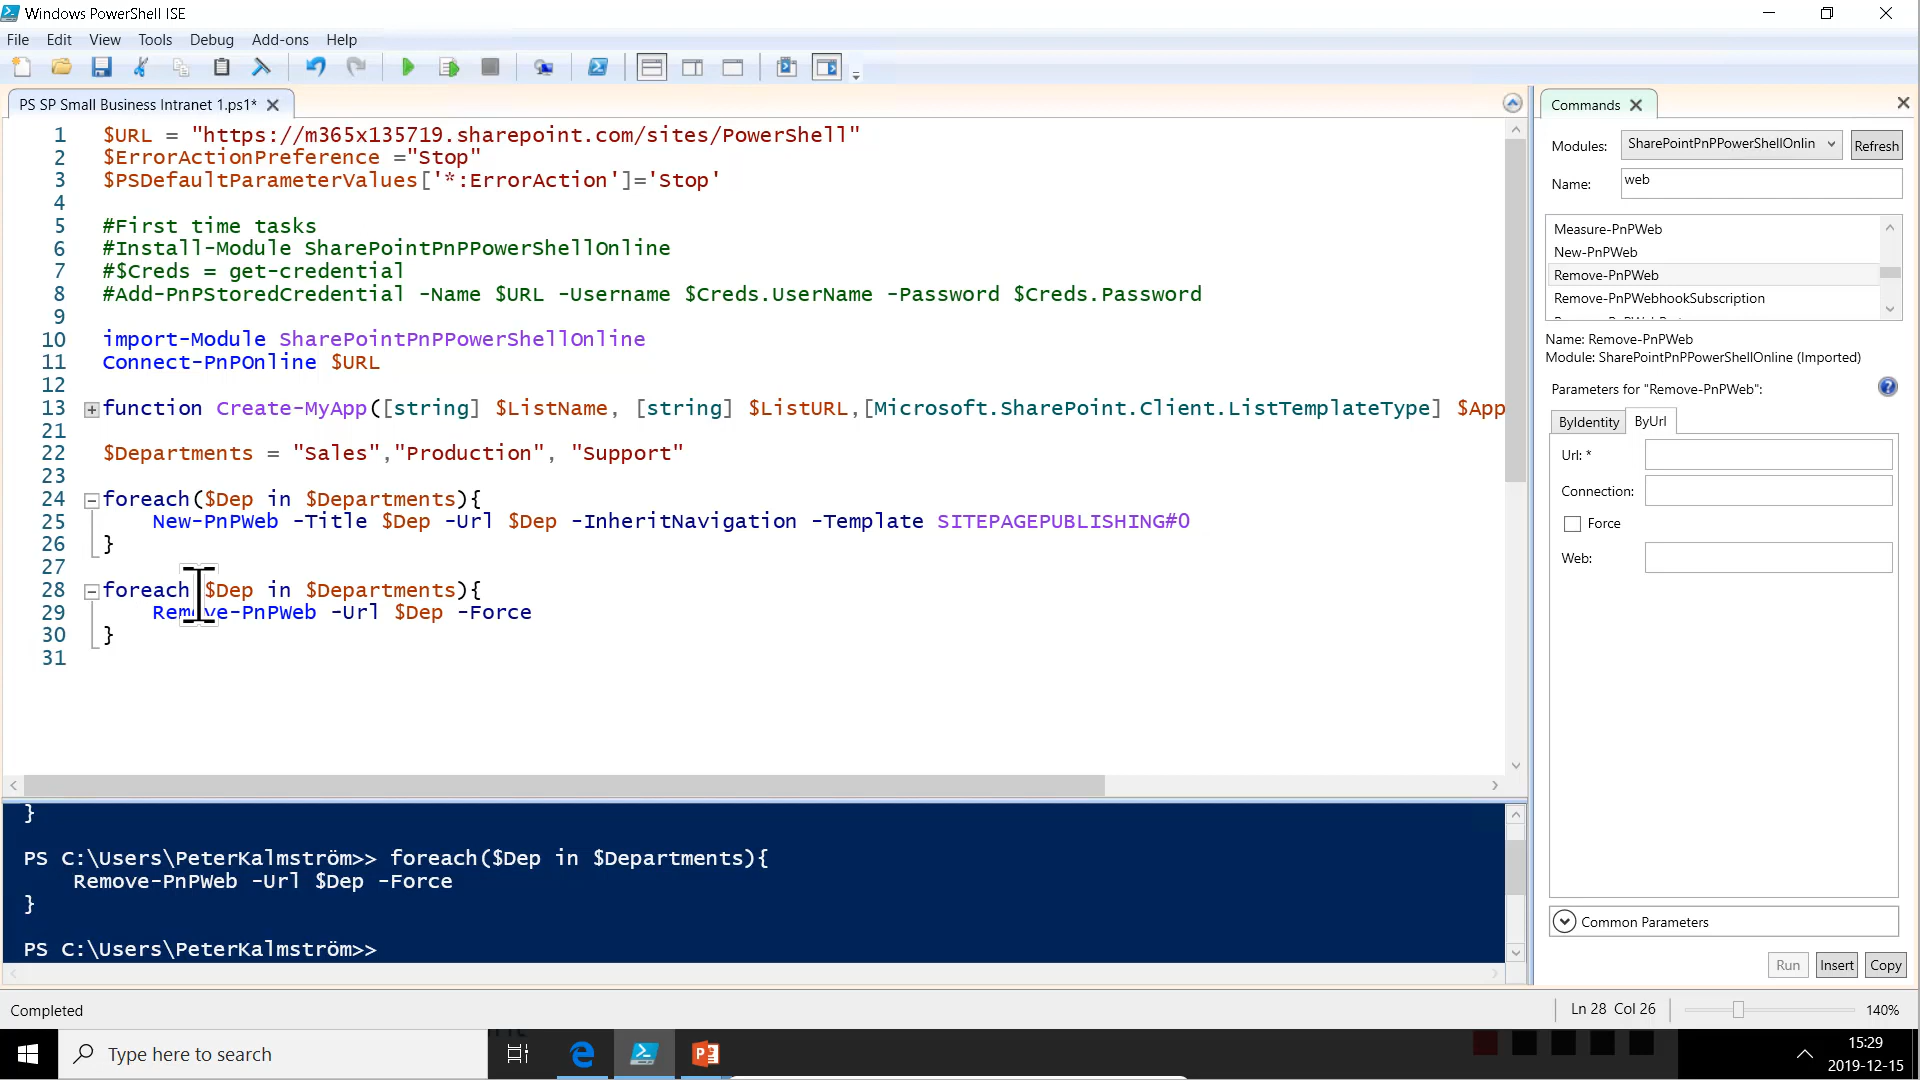 Windows PowerShell ISE
File Edit View Tools Debug Add-ons Help
PS SP Small Business Intranet 1.ps1*
1 $URL = "https://m365x135719.sharepoint.com/sites/PowerShell"
2 $ErrorActionPreference ="Stop"
3 $PSDefaultParameterValues['*:ErrorAction']='Stop'
4
5 #First time tasks
6 #Install-Module SharePointPnPPowerShellOnline
7 #$Creds = get-credential
8 #Add-PnPStoredCredential -Name $URL -Username $Creds.UserName -Password $Creds.Password
9
10 import-Module SharePointPnPPowerShellOnline
11 Connect-PnPOnline $URL
12
13 function Create-MyApp([string] $ListName, [string] $ListURL,[Microsoft.SharePoint.Client.ListTemplateType] $App
21
22 $Departments = "Sales","Production", "Support"
23
24 foreach($Dep in $Departments){
25 New-PnPWeb -Title $Dep -Url $Dep -InheritNavigation -Template SITEPAGEPUBLISHING#0
26 }
27
28 foreach $Dep in $Departments){
29 Remove-PnPWeb -Url $Dep -Force
30 }
31
}
PS C:\Users\PeterKalmström>> foreach($Dep in $Departments){
Remove-PnPWeb -Url $Dep -Force
}
PS C:\Users\PeterKalmström>>
Commands
Modules: SharePointPnPPowerShellOnlin Refresh
Name: web
Measure-PnPWeb
New-PnPWeb
Remove-PnPWeb
Remove-PnPWebhookSubscription
Name: Remove-PnPWeb
Module: SharePointPnPPowerShellOnline (Imported)
Parameters for "Remove-PnPWeb":
ByIdentity ByUrl
Url: *
Connection:
Force
Web:
Common Parameters
Run Insert Copy
Completed
Ln 28 Col 26
140%
Type here to search
15:29
2019-12-15